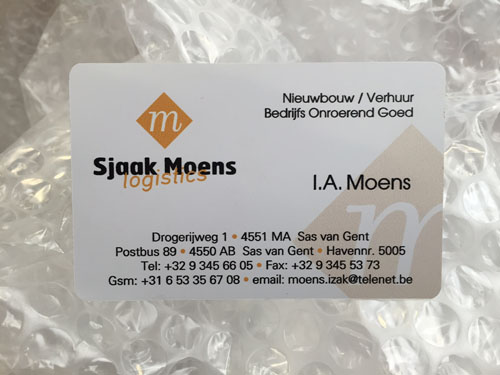 m
Nieuwbouw / Verhuur
Bedrijfs Onroerend Goed
Sjaak Moens
logistics
I.A. Moens
m
Drogerijweg 1 • 4551 MA Sas van Gent
Postbus 89 • 4550 AB Sas van Gent • Havennr. 5005
Tel: +32 9 345 66 05 • Fax: +32 9 345 53 73
Gsm: +31 6 53 35 67 08 • email: moens.izak@telenet.be